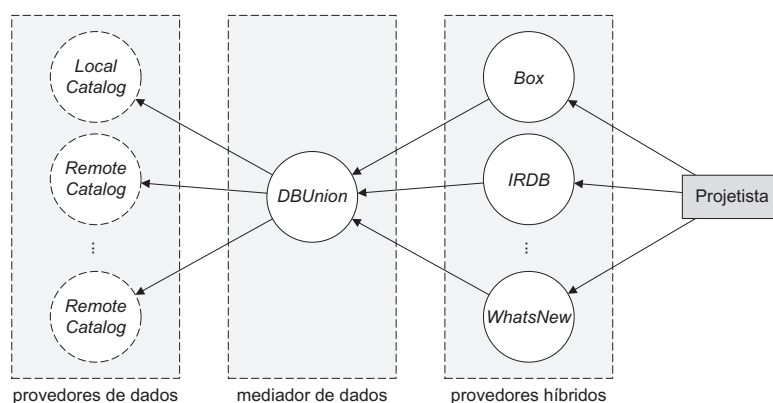 Local
Catalog
Remote
Catalog
...
Remote
Catalog
provedores de dados
DBUnion
mediador de dados
Box
IRDB
...
WhatsNew
provedores híbridos
Projetista